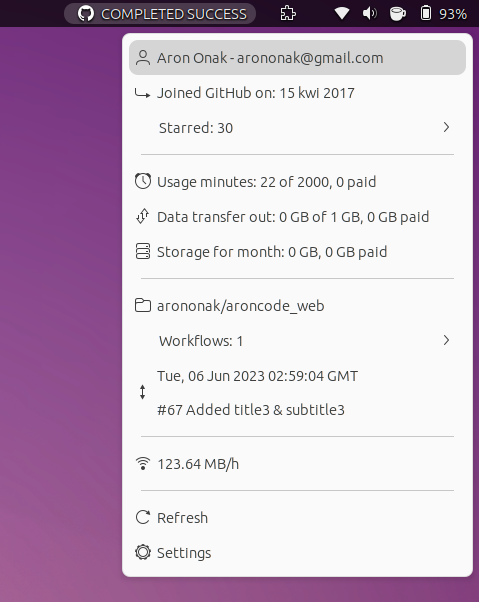 COMPLETED SUCCESS
93%
Aron Onak - arononak@gmail.com
Joined GitHub on: 15 kwi 2017
Starred: 30
Usage minutes: 22 of 2000, 0 paid
Data transfer out: 0 GB of 1 GB, 0 GB paid
Storage for month: 0 GB, 0 GB paid
arononak/aroncode_web
Workflows: 1
Tue, 06 Jun 2023 02:59:04 GMT
#67 Added title3 & subtitle3
123.64 MB/h
Refresh
Settings